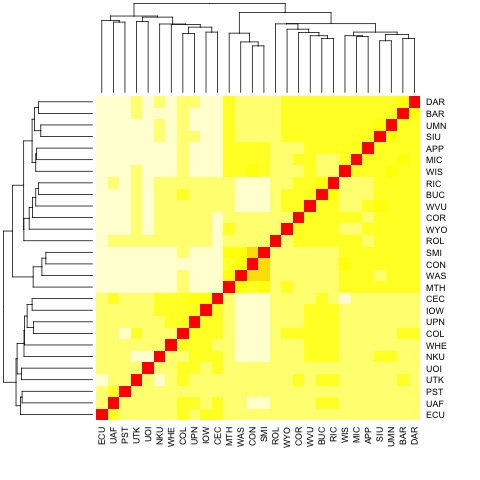 DAR
BAR
UMN
SIU
APP
MIC
WIS
RIC
BUC
WVU
COR
WYO
ROL
SMI
CON
WAS
MTH
CEC
IOW
UPN
COL
WHE
NKU
UOI
UTK
PST
UAF
ECU
ECU UAF PST UTK UOI NKU WHE COL UPN IOW CEC MTH WAS CON SMI ROL WYO COR WVU BUC RIC WIS MIC APP SIU UMN BAR DAR